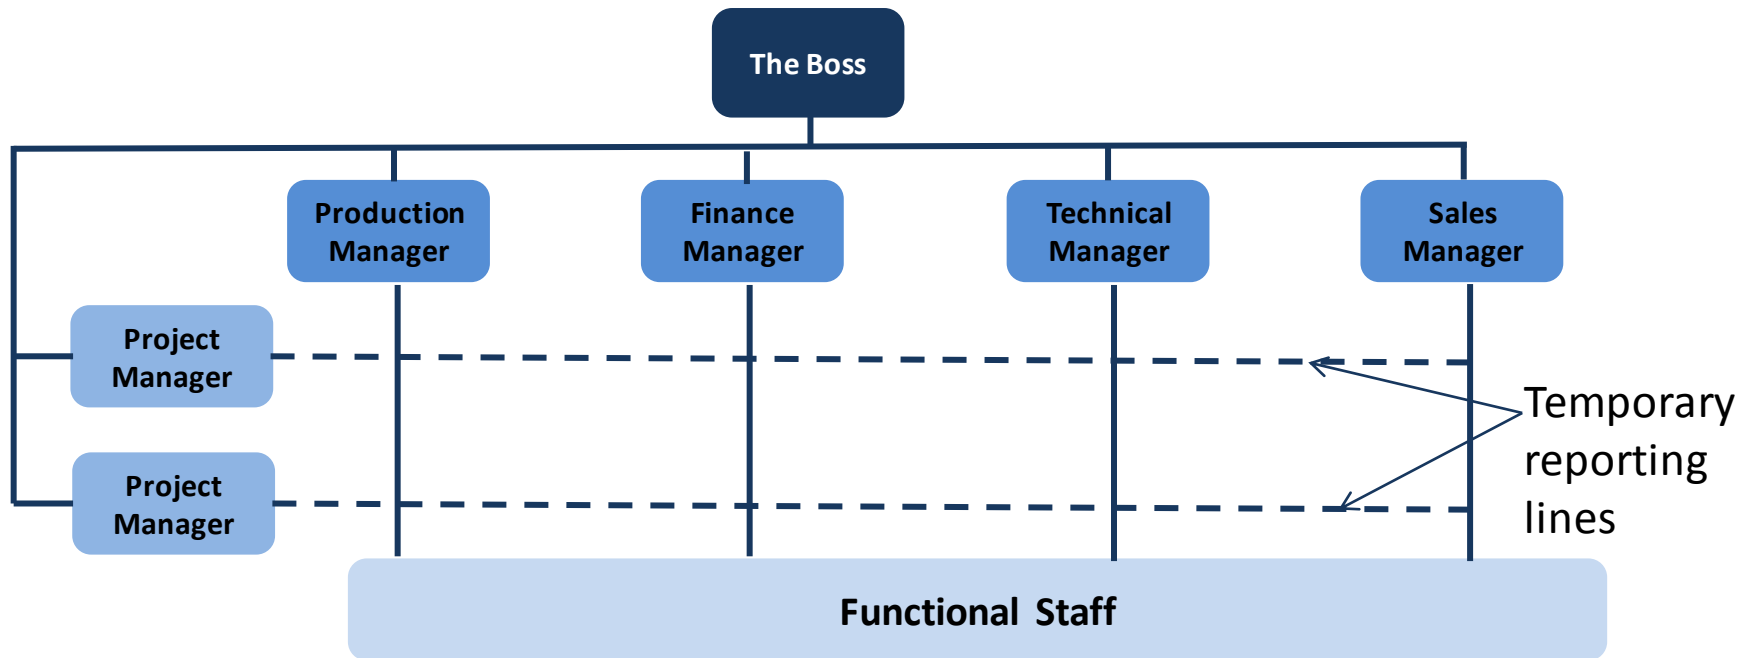 The Boss
Production
Manager
Finance
Manager
Technical
Manager
Sales
Manager
Project
Manager
Project
Manager
Temporary
reporting
lines
Functional Staff